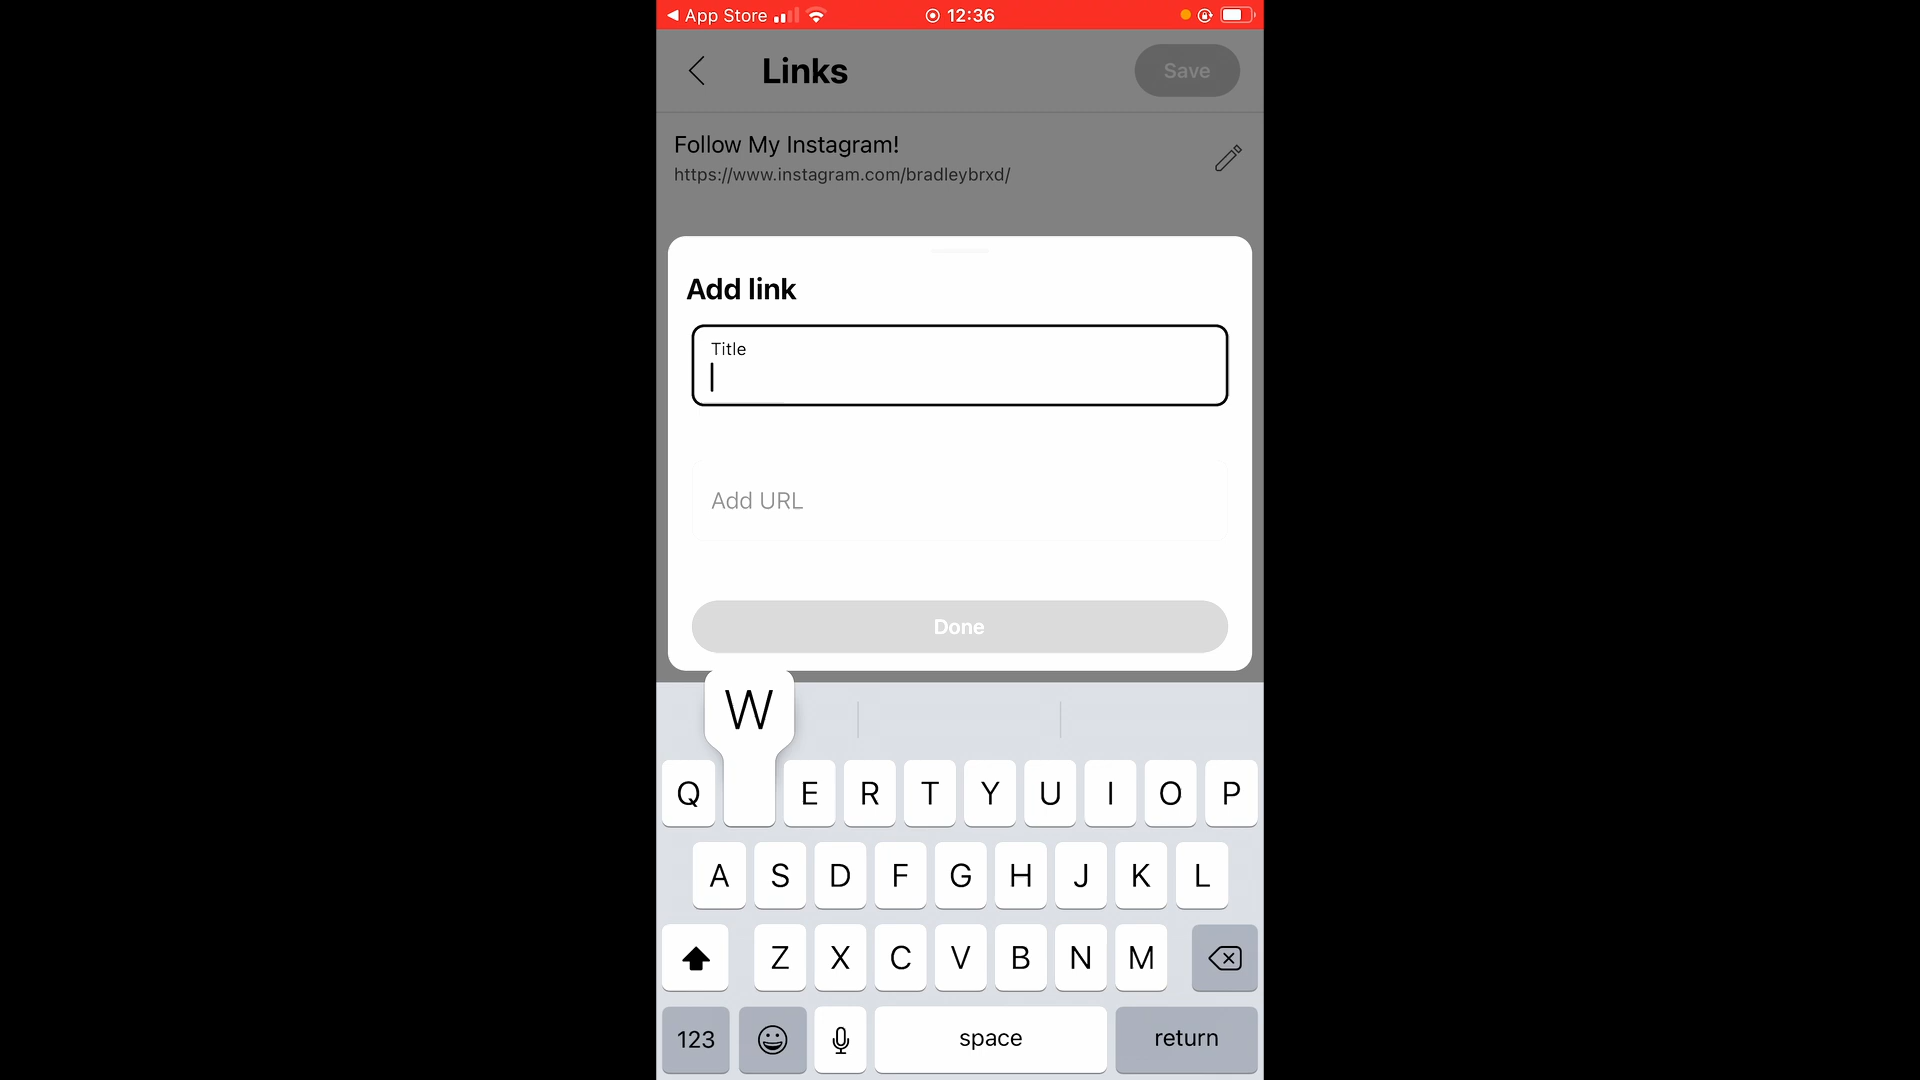 App Store 12:36
Links Save
Follow My Instagram!
https://www.instagram.com/bradleybrxd/
Add link
Title
Add URL
Done
W
Q E R T Y U I O P
A S D F G H J K L
Z X C V B N M
123 space return